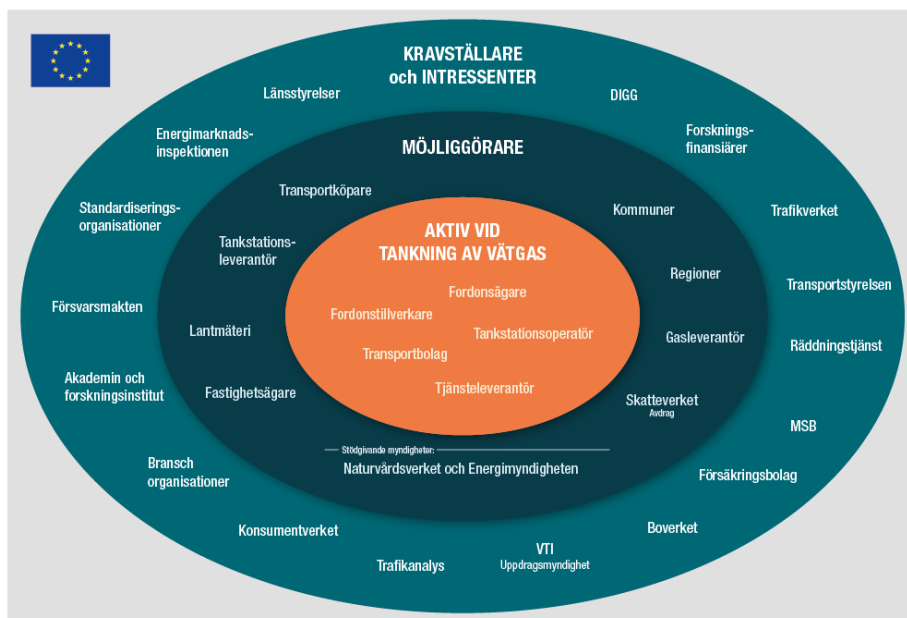 KRAVSTÄLLARE
och INTRESSENTER
Länsstyrelser
DIGG
Energimarknads-
inspektionen
Forsknings-
finansiärer
Standardiserings-
organisationer
Trafikverket
Försvarsmakten
Transportstyrelsen
Räddningstjänst
Akademin och
forskningsinstitut
MSB
Bransch
organisationer
Försäkringsbolag
Konsumentverket
Boverket
Trafikanalys
VTI
Uppdragsmyndighet
MÖJLIGGÖRARE
Transportköpare
Kommuner
Tankstations-
leverantör
Regioner
Lantmäteri
Gasleverantör
Fastighetsägare
Skatteverket
Avdrag
Stödgivande myndigheter:
Naturvårdsverket och Energimyndigheten
AKTIV VID
TANKNING AV VÄTGAS
Fordonsägare
Fordonstillverkare
Tankstationsoperatör
Transportbolag
Tjänsteleverantör